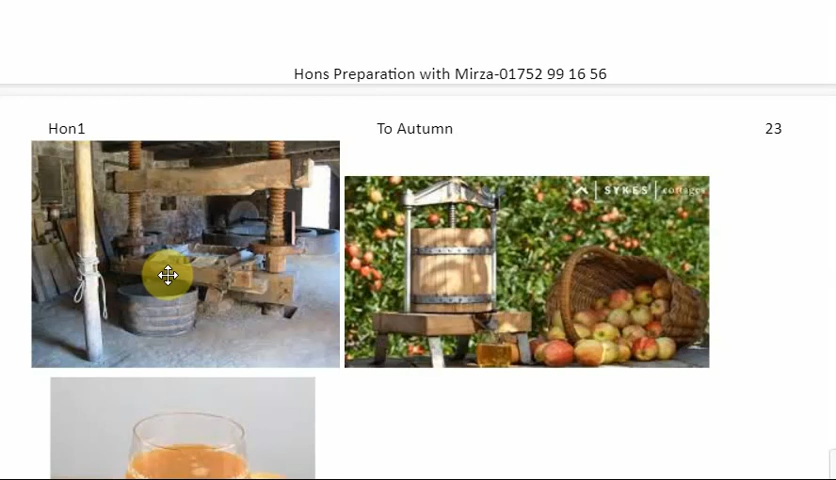 Hons Preparation with Mirza-01752 99 16 56
Hon1 To Autumn 23
SYKES cottages